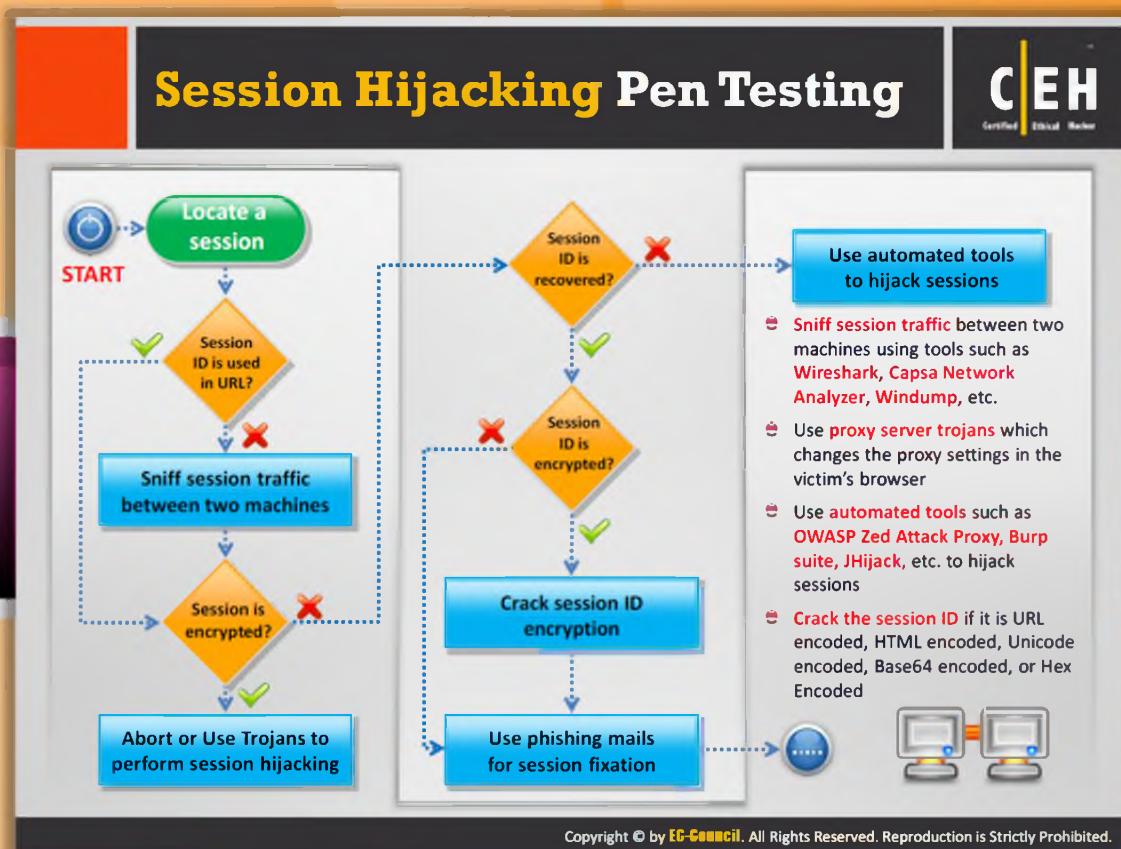 Session Hijacking Pen Testing
CEH
Certified Ethical Hacker
START
Locate a
session
Session
ID is used
in URL?
Sniff session traffic
between two machines
Session is
encrypted?
Abort or Use Trojans to
perform session hijacking
Session
ID is
recovered?
Session
ID is
encrypted?
Crack session ID
encryption
Use phishing mails
for session fixation
Use automated tools
to hijack sessions
Sniff session traffic between two
machines using tools such as
Wireshark, Capsa Network
Analyzer, Windump, etc.
Use proxy server trojans which
changes the proxy settings in the
victim's browser
Use automated tools such as
OWASP Zed Attack Proxy, Burp
suite, JHijack, etc. to hijack
sessions
Crack the session ID if it is URL
encoded, HTML encoded, Unicode
encoded, Base64 encoded, or Hex
Encoded
Copyright © by EC-Council. All Rights Reserved. Reproduction is Strictly Prohibited.